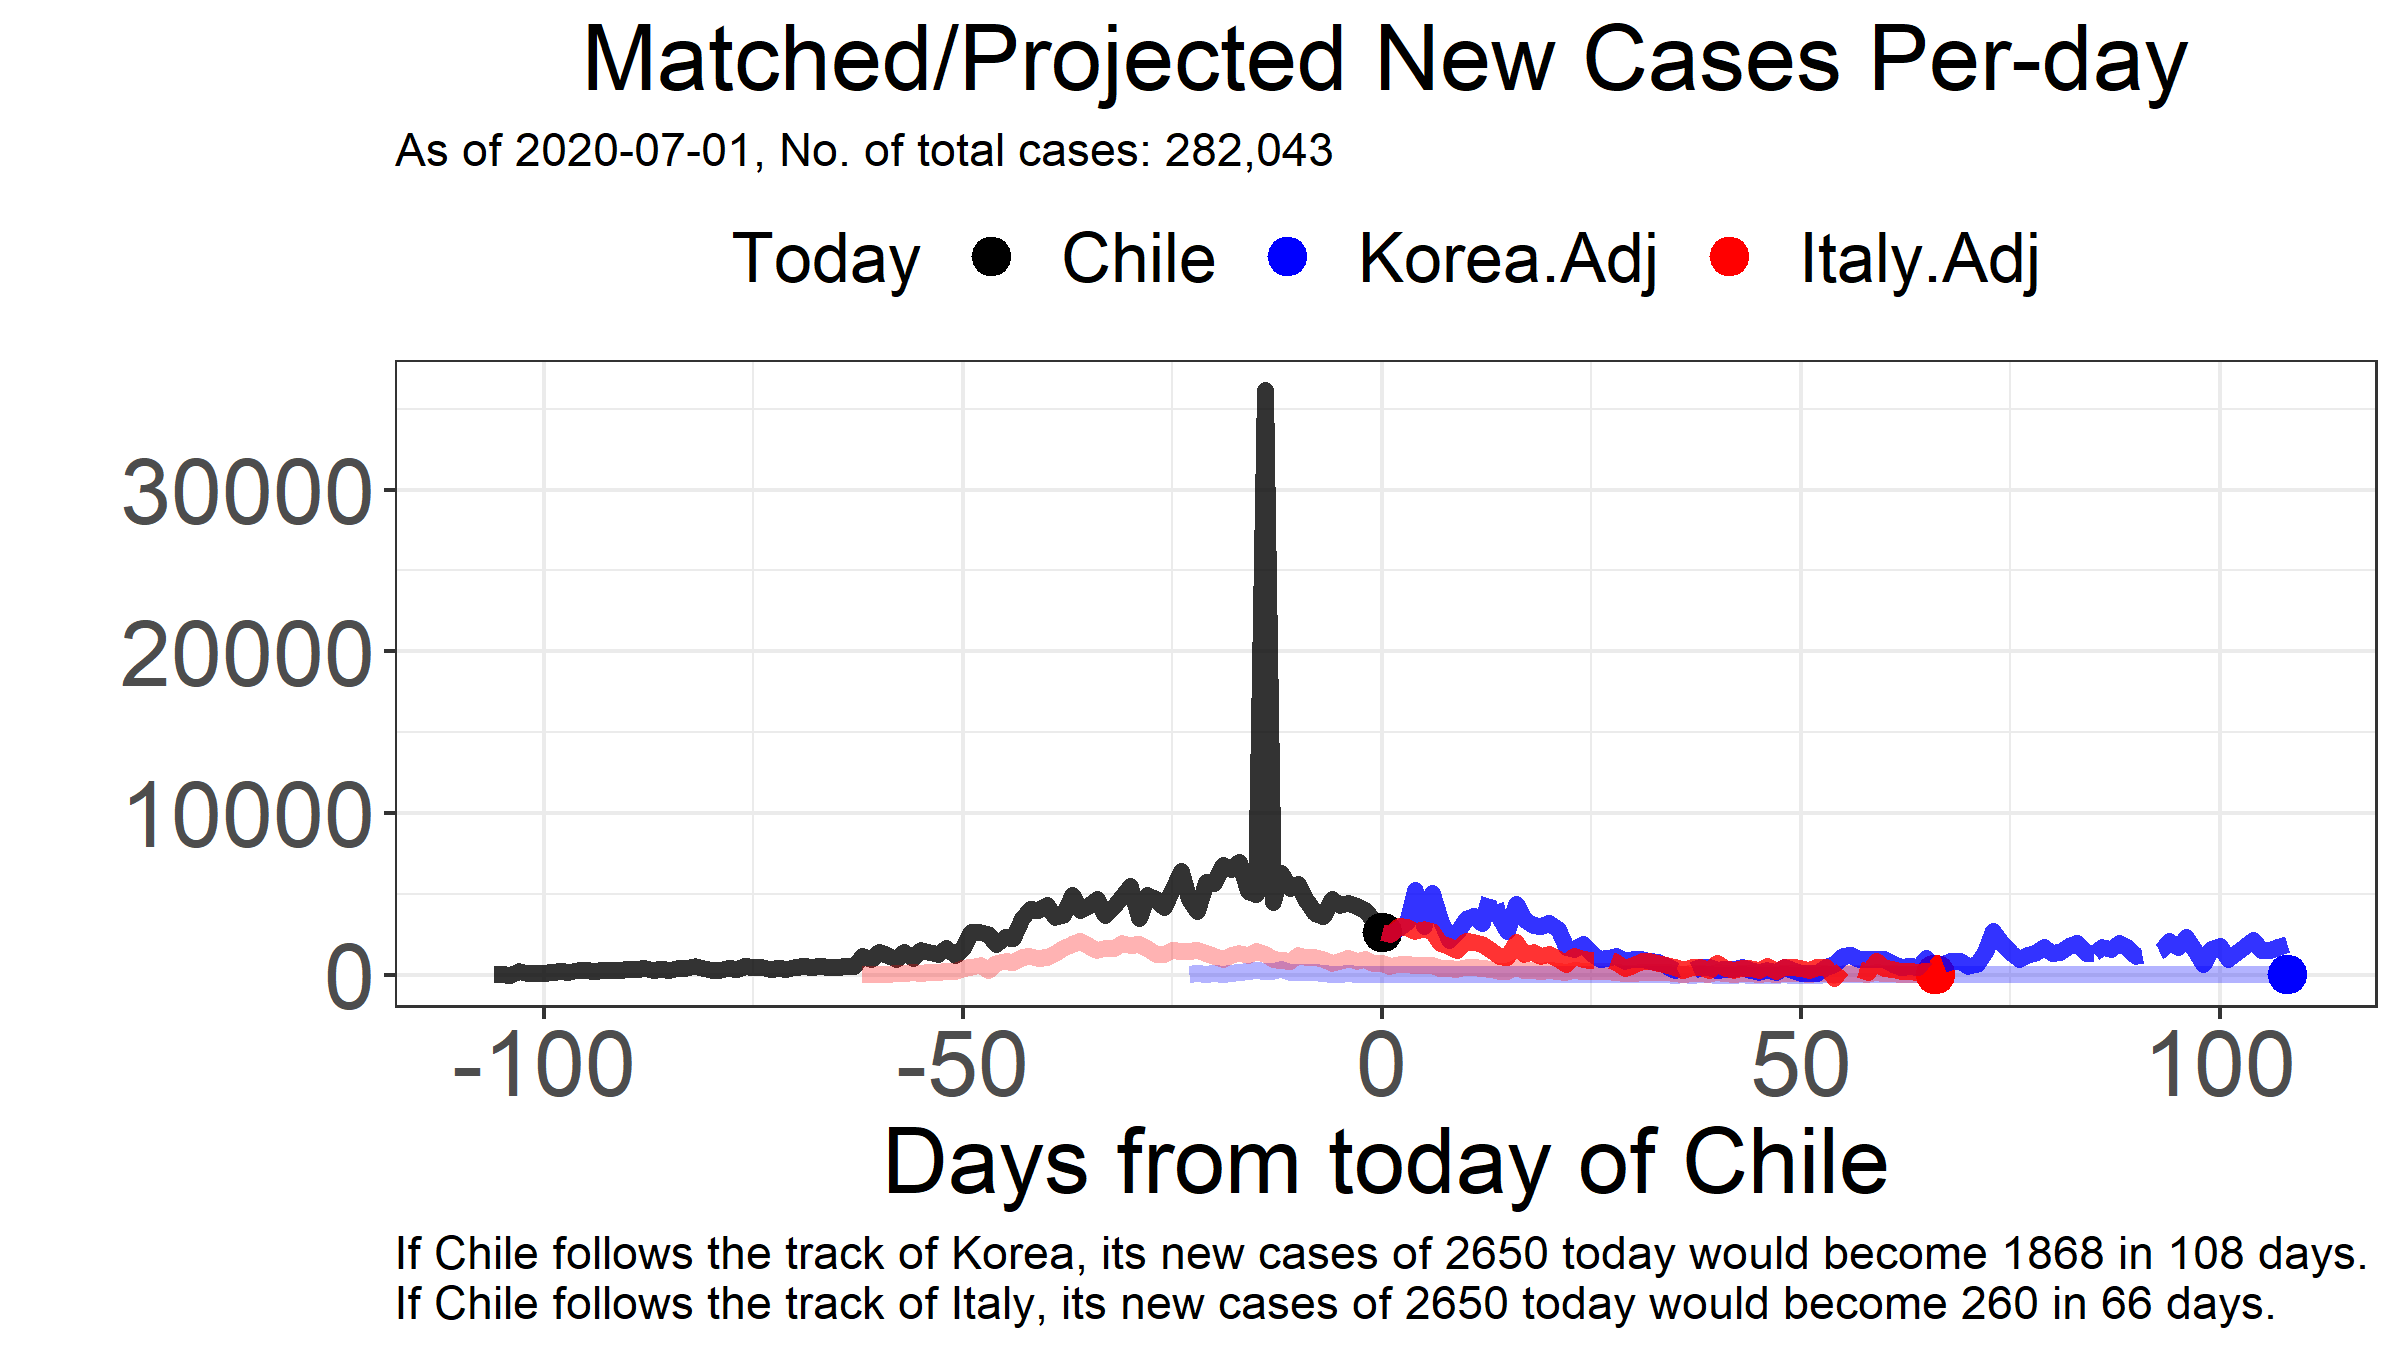 Matched/Projected New Cases Per-day
As of 2020-07-01, No. of total cases: 282,043
Today Chile Korea.Adj Italy.Adj
30000
20000
10000
0
-100 -50 0 50 100
Days from today of Chile
If Chile follows the track of Korea, its new cases of 2650 today would become 1868 in 108 days.
If Chile follows the track of Italy, its new cases of 2650 today would become 260 in 66 days.